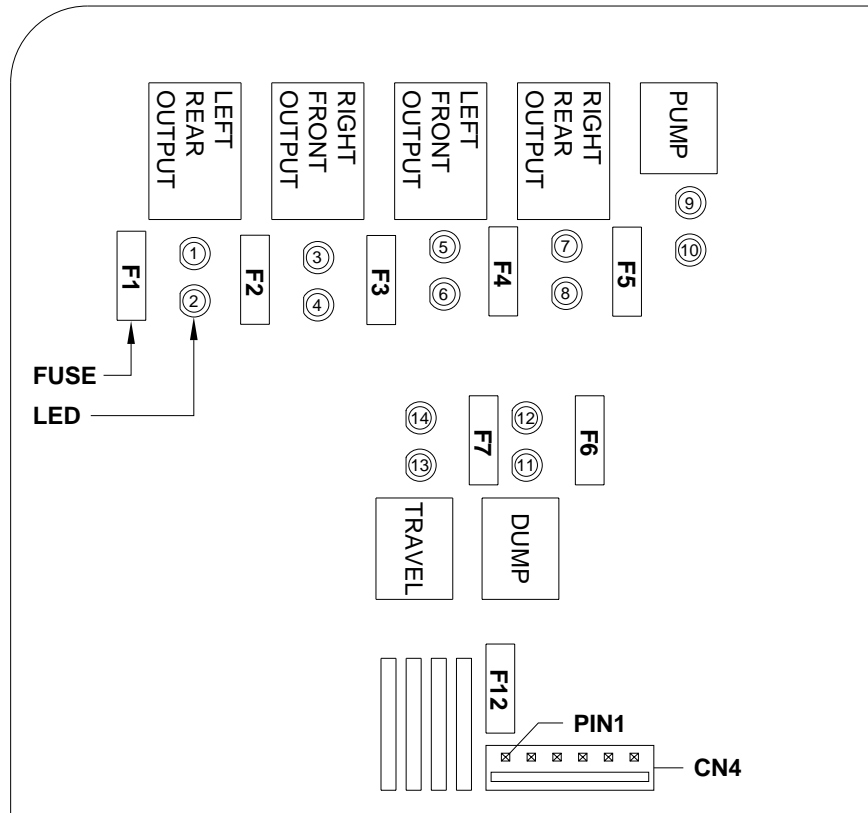 LEFT
REAR
OUTPUT
RIGHT
FRONT
OUTPUT
LEFT
FRONT
OUTPUT
RIGHT
REAR
OUTPUT
PUMP
9
10
F1
1
2
F2
3
4
F3
5
6
F4
7
8
F5
FUSE
LED
14
13
F7
12
11
F6
TRAVEL
DUMP
F12
PIN1
CN4